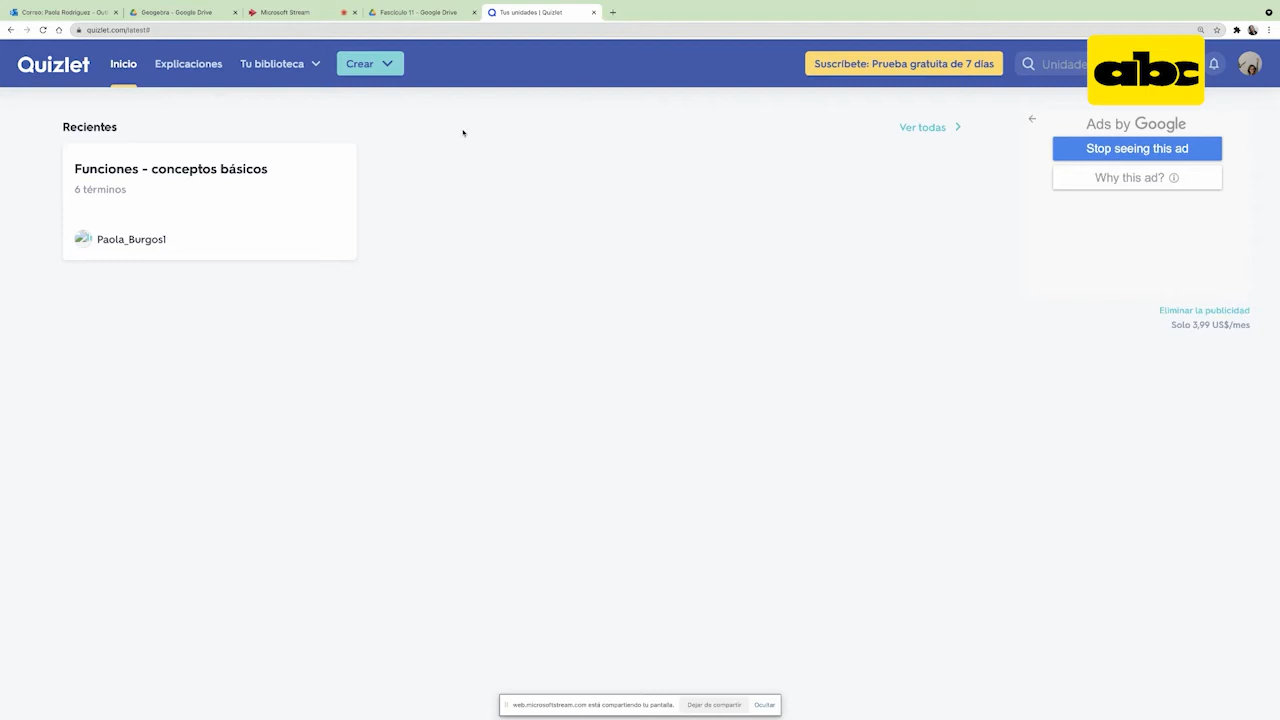 Correo: Paola Rodriguez - Outl
Geogebra - Google Drive
Microsoft Stream
Fascículo 11 - Google Drive
Tus unidades | Quizlet
quizlet.com/latest#
Quizlet
Inicio
Explicaciones
Tu biblioteca
Crear
Suscríbete: Prueba gratuita de 7 días
Unidade
abc
Recientes
Ver todas
Ads by Google
Stop seeing this ad
Why this ad?
Funciones - conceptos básicos
6 términos
Paola_Burgos1
Eliminar la publicidad
Solo 3,99 US$/mes
web.microsoftstream.com está compartiendo tu pantalla.
Dejar de compartir
Ocultar